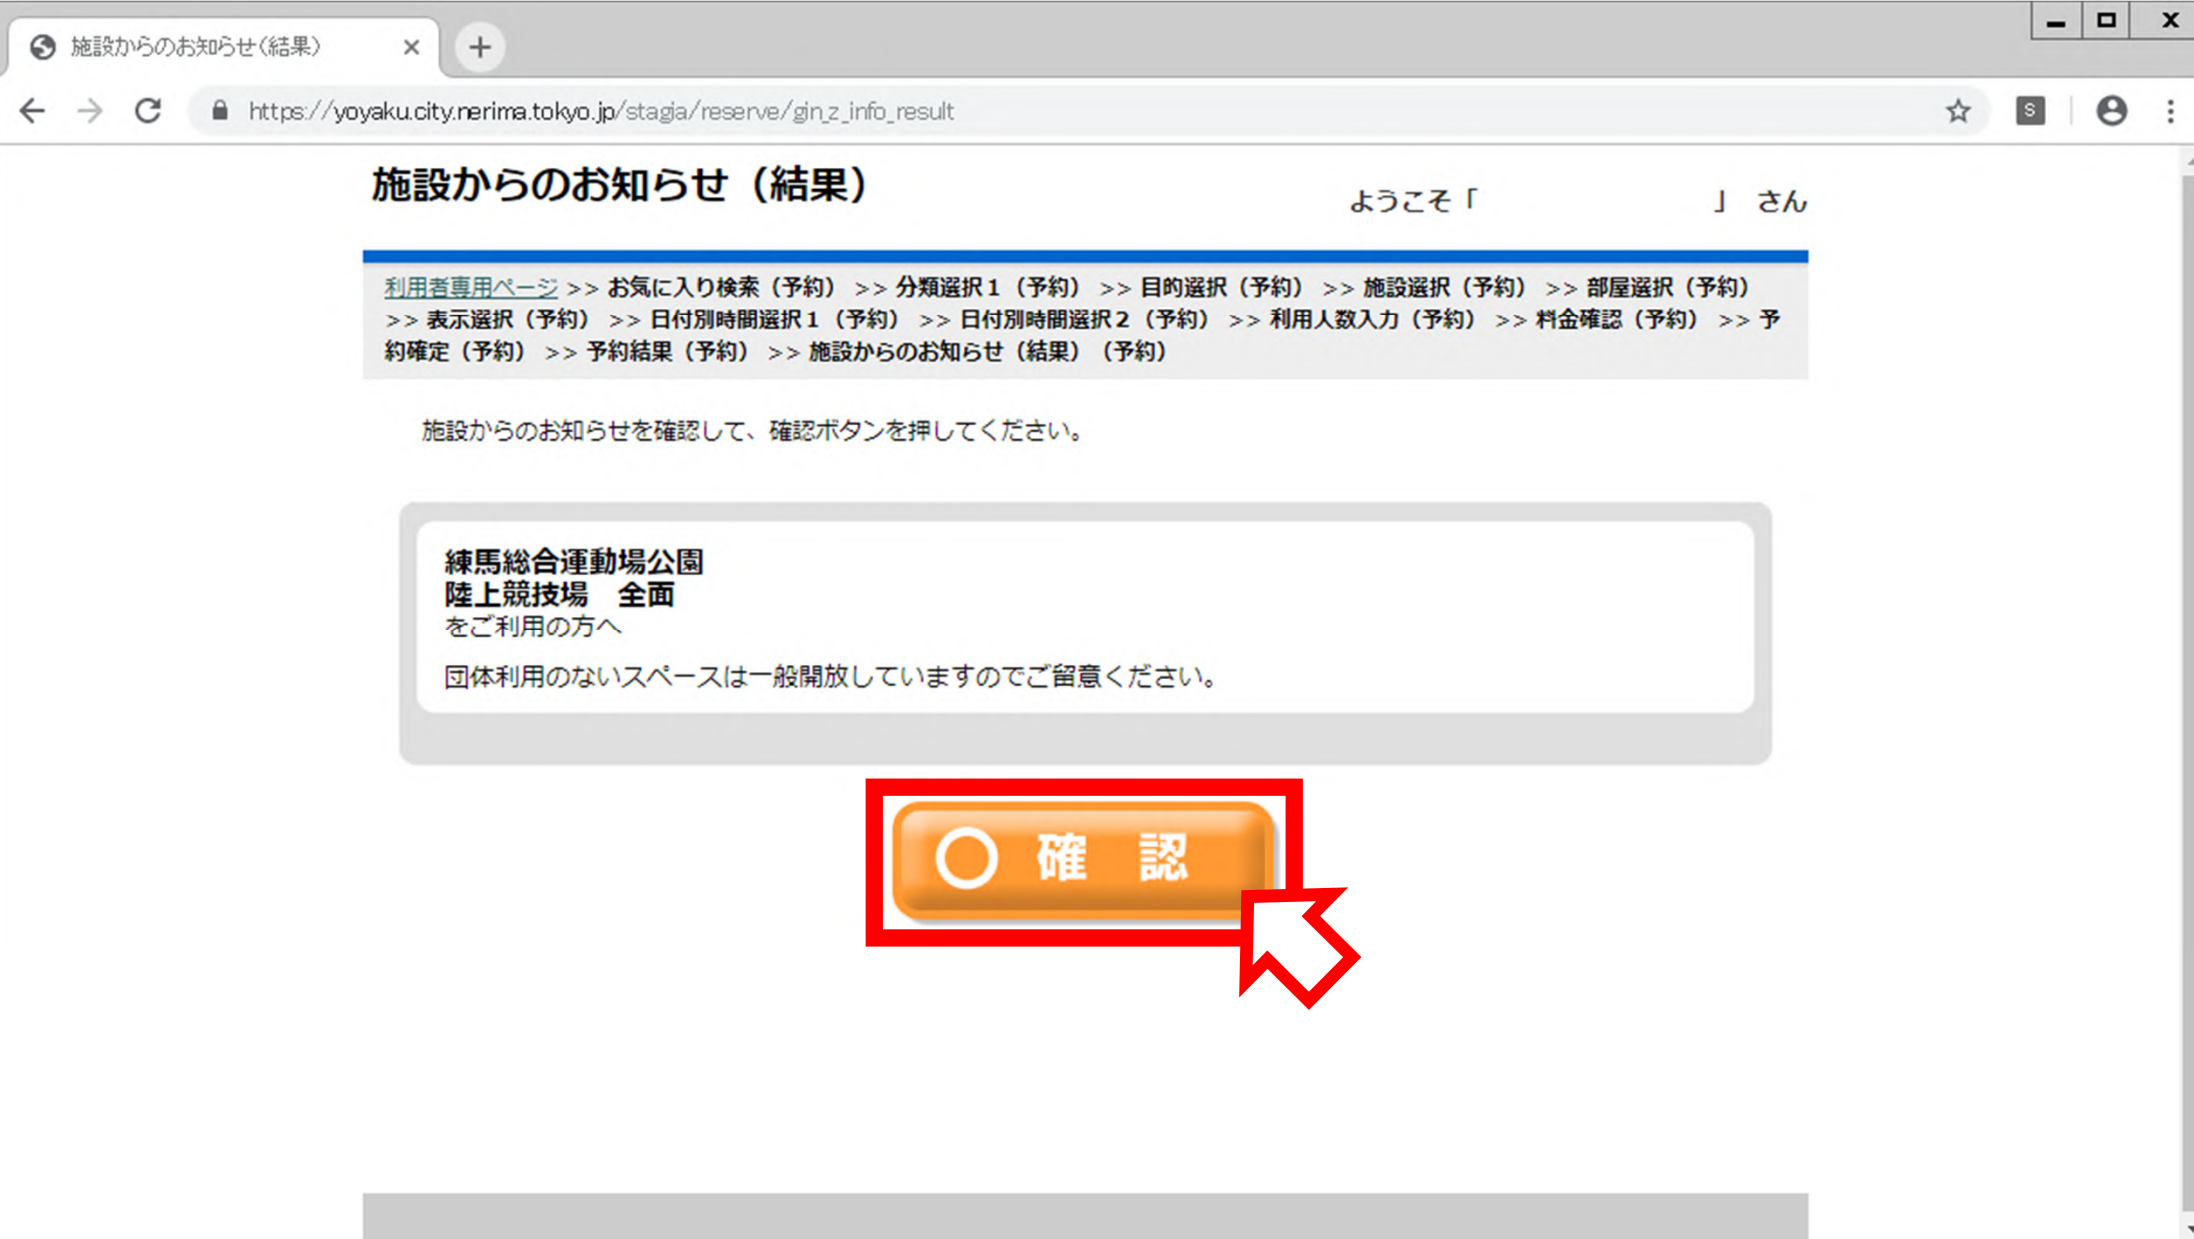 施設からのお知らせ(結果)
https://yoyaku.city.nerima.tokyo.jp/stagia/reserve/gin_z_info_result
S
施設からのお知らせ（結果）
ようこそ「　　　　　　」 さん
利用者専用ページ >> お気に入り検索（予約） >> 分類選択１（予約） >> 目的選択（予約） >> 施設選択（予約） >> 部屋選択（予約）
>> 表示選択（予約） >> 日付別時間選択１（予約） >> 日付別時間選択２（予約） >> 利用人数入力（予約） >> 料金確認（予約） >> 予
約確定（予約） >> 予約結果（予約） >> 施設からのお知らせ（結果）（予約）
施設からのお知らせを確認して、確認ボタンを押してください。
練馬総合運動場公園
陸上競技場　全面
をご利用の方へ
団体利用のないスペースは一般開放していますのでご留意ください。
確　認